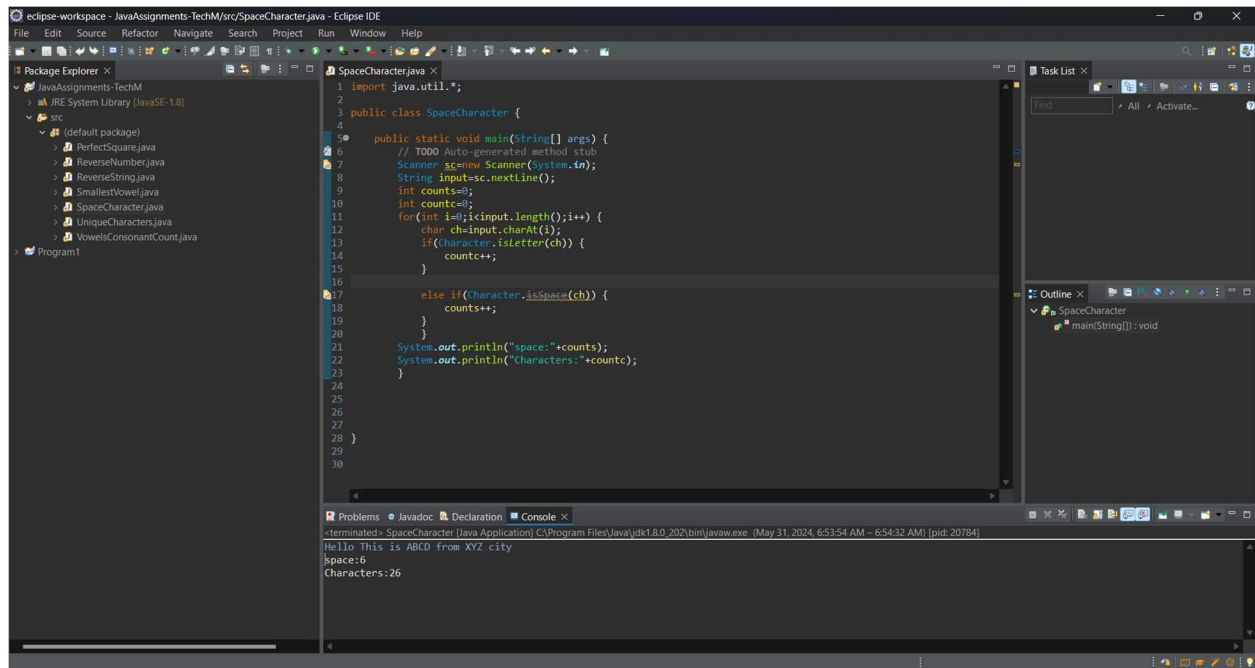 eclipse-workspace - JavaAssignments-TechM/src/SpaceCharacter.java - Eclipse IDE
File Edit Source Refactor Navigate Search Project Run Window Help
Package Explorer
JavaAssignments-TechM
JRE System Library [JavaSE-1.8]
src
(default package)
PerfectSquare.java
ReverseNumber.java
ReverseString.java
SmallestVowel.java
SpaceCharacter.java
UniqueCharacters.java
VowelsConsonantCount.java
Program1
SpaceCharacter.java
1 import java.util.*;
2
3 public class SpaceCharacter {
4
5 public static void main(String[] args) {
6 // TODO Auto-generated method stub
7 Scanner sc=new Scanner(System.in);
8 String input=sc.nextLine();
9 int counts=0;
10 int countc=0;
11 for(int i=0;i<input.length();i++) {
12 char ch=input.charAt(i);
13 if(Character.isLetter(ch)) {
14 countc++;
15 }
16
17 else if(Character.isSpace(ch)) {
18 counts++;
19 }
20 }
21 System.out.println("space:"+counts);
22 System.out.println("Characters:"+countc);
23 }
24
25
26
27
28 }
29
30
Task List
Find All Activate...
Outline
SpaceCharacter
main(String[]) : void
Problems Javadoc Declaration Console
<terminated> SpaceCharacter [Java Application] C:\Program Files\Java\jdk1.8.0_202\bin\javaw.exe (May 31, 2024, 6:53:54 AM – 6:54:32 AM) [pid: 20784]
Hello This is ABCD from XYZ city
space:6
Characters:26